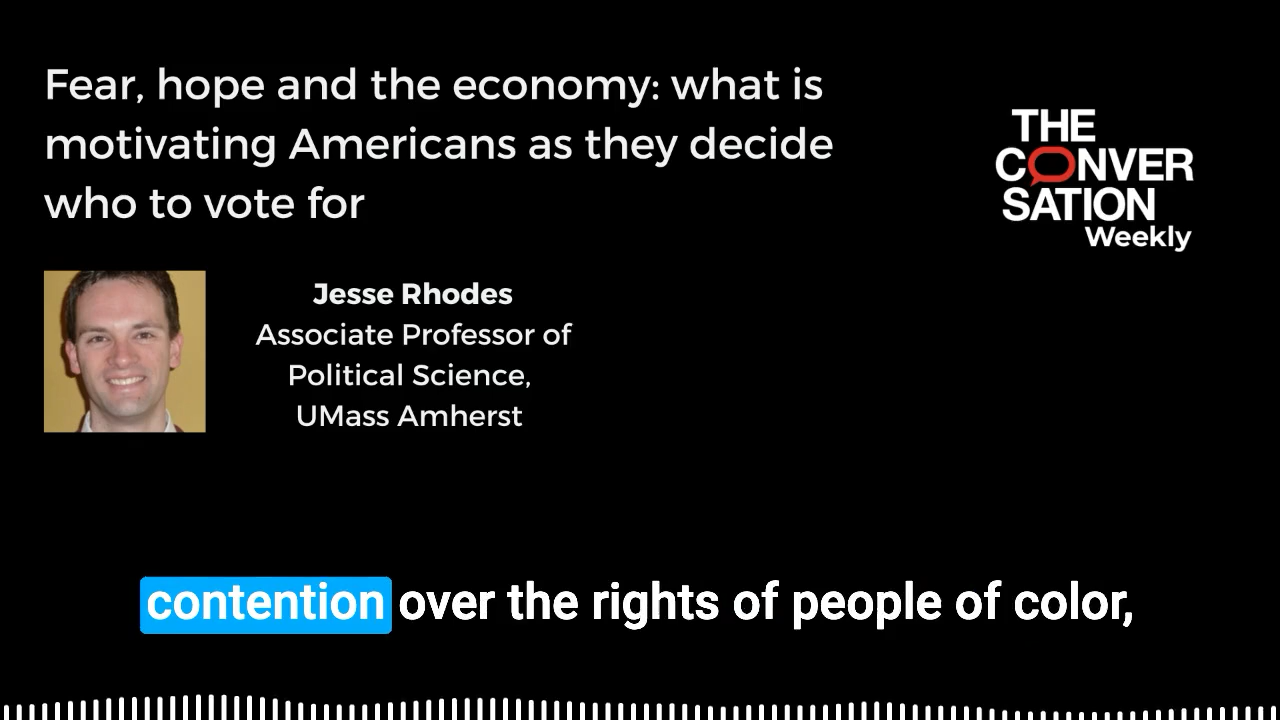 Fear, hope and the economy: what is
motivating Americans as they decide
who to vote for
THE
CONVER
SATION
Weekly
Jesse Rhodes
Associate Professor of
Political Science,
UMass Amherst
contention over the rights of people of color,